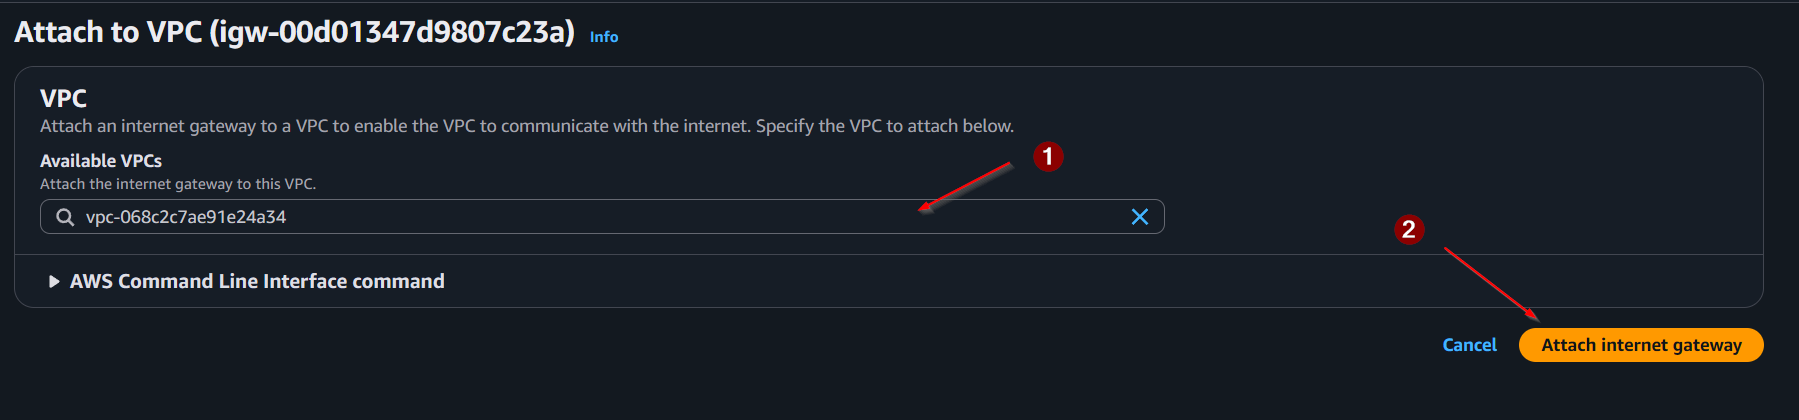 Attach to VPC (igw-00d01347d9807c23a) Info
VPC
Attach an internet gateway to a VPC to enable the VPC to communicate with the internet. Specify the VPC to attach below.
Available VPCs
1
Attach the internet gateway to this VPC.
vpc-068c2c7ae91e24a34
2
AWS Command Line Interface command
Cancel Attach internet gateway